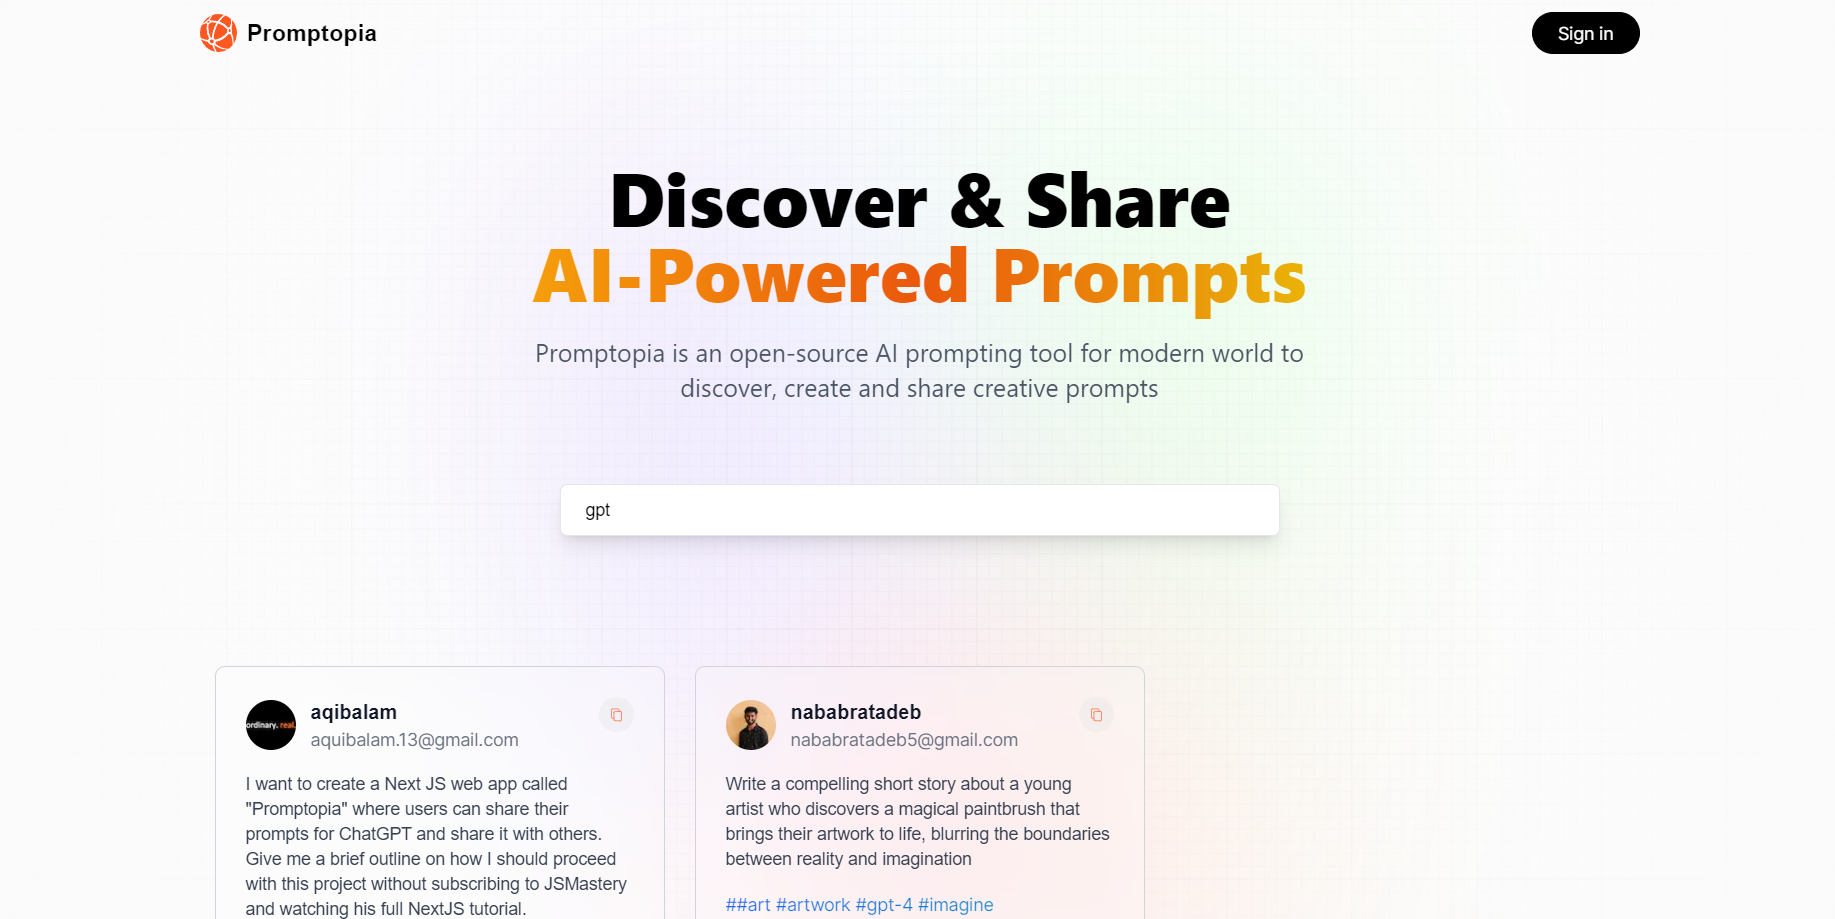 Promptopia
Sign in
Discover & Share
AI-Powered Prompts
Promptopia is an open-source AI prompting tool for modern world to
discover, create and share creative prompts
gpt
ordinary. real.
aqibalam
aquibalam.13@gmail.com
I want to create a Next JS web app called
"Promptopia" where users can share their
prompts for ChatGPT and share it with others.
Give me a brief outline on how I should proceed
with this project without subscribing to JSMastery
and watching his full NextJS tutorial.
nababratadeb
nababratadeb5@gmail.com
Write a compelling short story about a young
artist who discovers a magical paintbrush that
brings their artwork to life, blurring the boundaries
between reality and imagination
##art #artwork #gpt-4 #imagine